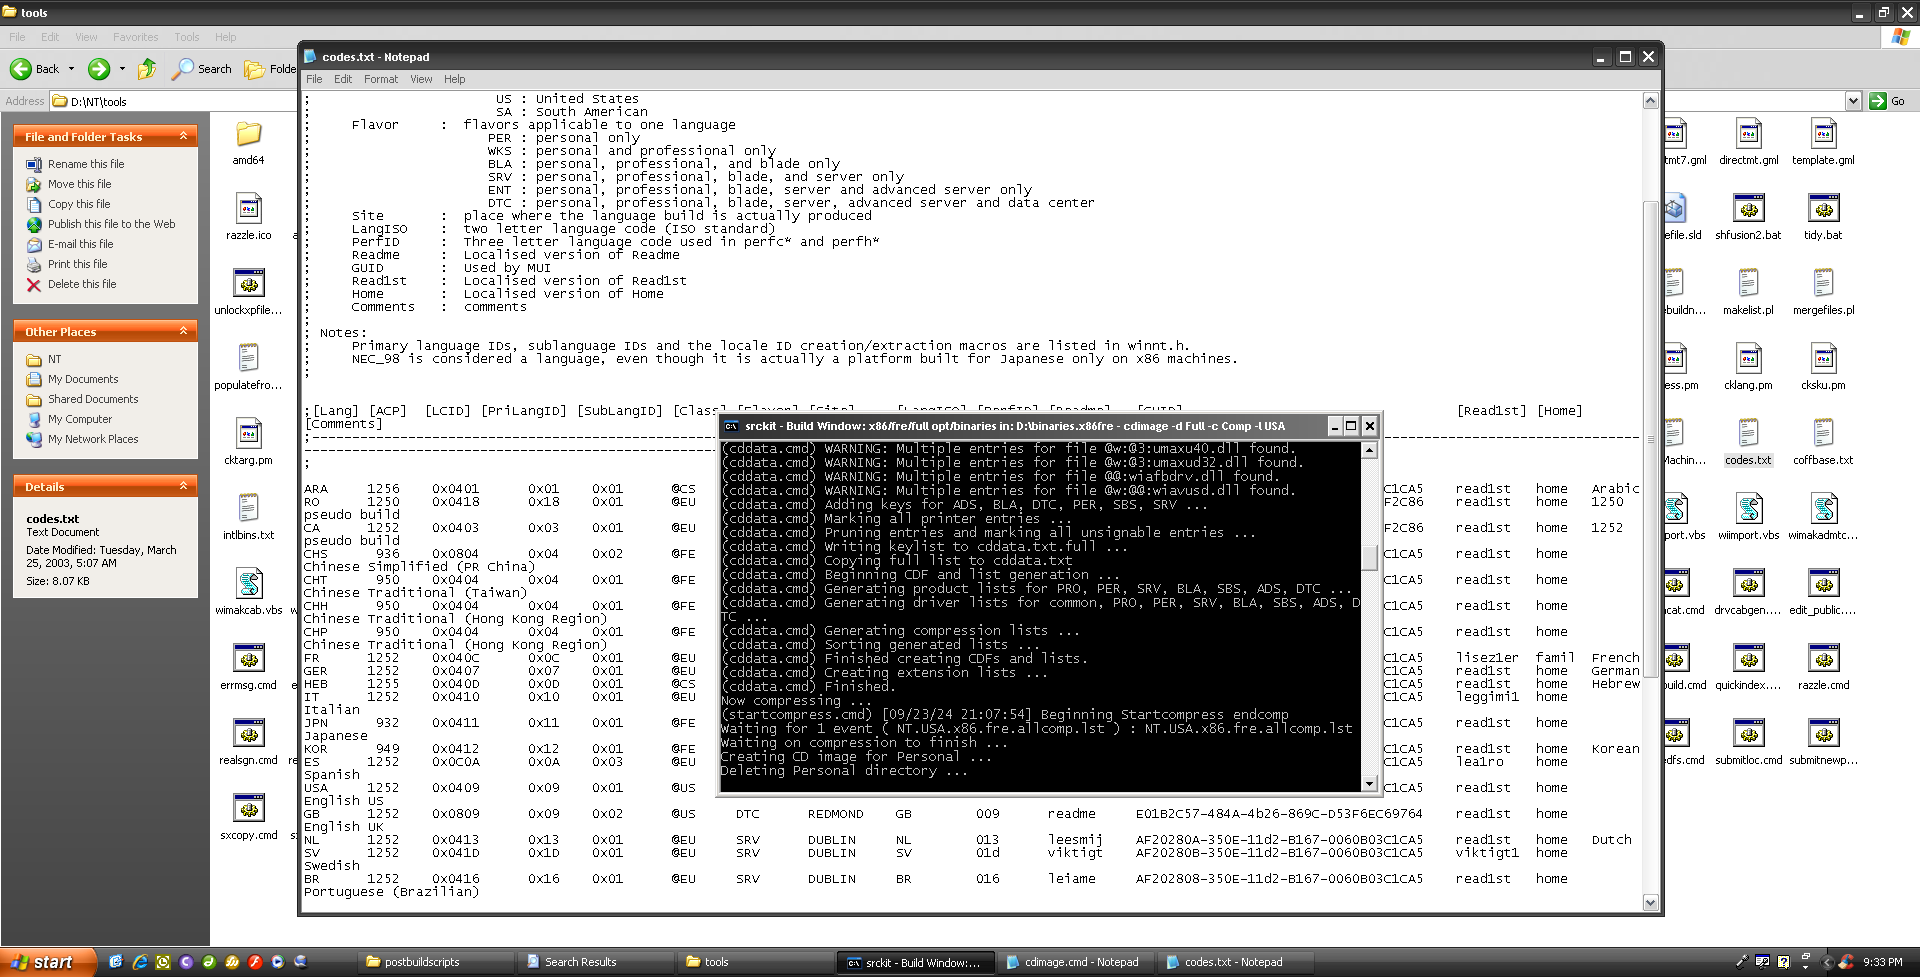 tools
File Edit View Favorites Tools Help
Back Search Folde
Address D:\NT\tools Go
File and Folder Tasks
Rename this file
Move this file
Copy this file
Publish this file to the Web
E-mail this file
Print this file
Delete this file
Other Places
NT
My Documents
Shared Documents
My Computer
My Network Places
Details
codes.txt
Text Document
Date Modified: Tuesday, March
25, 2003, 5:07 AM
Size: 8.07 KB
amd64
razzle.ico
unlockxpfile...
populatefro...
cktarg.pm
intlbins.txt
wimakcab.vbs
errmsg.cmd
realsgn.cmd
sxcopy.cmd
codes.txt - Notepad
File Edit Format View Help
; US : United States
; SA : South American
; Flavor : flavors applicable to one language
; PER : personal only
; WKS : personal and professional only
; BLA : personal, professional, and blade only
; SRV : personal, professional, blade, and server only
; ENT : personal, professional, blade, server and advanced server only
; DTC : personal, professional, blade, server, advanced server and data center
; Site : place where the language build is actually produced
; LangISO : two letter language code (ISO standard)
; PerfID : Three letter language code used in perfc* and perfh*
; Readme : Localised version of Readme
; GUID : Used by MUI
; Read1st : Localised version of Read1st
; Home : Localised version of Home
; Comments : comments
;
; Notes:
; Primary language IDs, sublanguage IDs and the locale ID creation/extraction macros are listed in winnt.h.
; NEC_98 is considered a language, even though it is actually a platform built for Japanese only on x86 machines.
;
;[Lang] [ACP] [LCID] [PriLangID] [SubLangID] [Class] [Flavor] [Site] [LangISO] [PerfID] [Readme] [GUID] [Read1st] [Home]
[Comments]
;
ARA 1256 0x0401 0x01 0x01 @CS C1CA5 read1st home Arabic
RO 1250 0x0418 0x18 0x01 @EU F2C86 read1st home 1250
pseudo build
CA 1252 0x0403 0x03 0x01 @EU F2C86 read1st home 1252
pseudo build
CHS 936 0x0804 0x04 0x02 @FE C1CA5 read1st home
Chinese Simplified (PR China)
CHT 950 0x0404 0x04 0x01 @FE C1CA5 read1st home
Chinese Traditional (Taiwan)
CHH 950 0x0404 0x04 0x01 @FE C1CA5 read1st home
Chinese Traditional (Hong Kong Region)
CHP 950 0x0404 0x04 0x01 @FE C1CA5 read1st home
Chinese Traditional (Hong Kong Region)
FR 1252 0x040C 0x0C 0x01 @EU C1CA5 lisez1er famil French
GER 1252 0x0407 0x07 0x01 @EU C1CA5 read1st home German
HEB 1255 0x040D 0x0D 0x01 @CS C1CA5 read1st home Hebrew
IT 1252 0x0410 0x10 0x01 @EU C1CA5 leggimi1 home
Italian
JPN 932 0x0411 0x11 0x01 @FE C1CA5 read1st home
Japanese
KOR 949 0x0412 0x12 0x01 @FE C1CA5 read1st home Korean
ES 1252 0x0C0A 0x0A 0x03 @EU C1CA5 lea1ro home
Spanish
USA 1252 0x0409 0x09 0x01 @US read1st home
English US
GB 1252 0x0809 0x09 0x02 @US DTC REDMOND GB 009 readme E01B2C57-484A-4b26-869C-D53F6EC69764 read1st home
English UK
NL 1252 0x0413 0x13 0x01 @EU SRV DUBLIN NL 013 leesmij AF20280A-350E-11d2-B167-0060B03C1CA5 read1st home Dutch
SV 1252 0x041D 0x1D 0x01 @EU SRV DUBLIN SV 01d viktigt AF20280B-350E-11d2-B167-0060B03C1CA5 viktigt1 home
Swedish
BR 1252 0x0416 0x16 0x01 @EU SRV DUBLIN BR 016 leiame AF202808-350E-11d2-B167-0060B03C1CA5 read1st home
Portuguese (Brazilian)
srckit - Build Window: x86/fre/full opt/binaries in: D:\binaries.x86fre - cdimage -d Full -c Comp -l USA
(cddata.cmd) WARNING: Multiple entries for file @w:@3:umaxu40.dll found.
(cddata.cmd) WARNING: Multiple entries for file @w:@3:umaxud32.dll found.
(cddata.cmd) WARNING: Multiple entries for file @@:wiafbdrv.dll found.
(cddata.cmd) WARNING: Multiple entries for file @w:@@:wiavusd.dll found.
(cddata.cmd) Adding keys for ADS, BLA, DTC, PER, SBS, SRV ...
(cddata.cmd) Marking all printer entries ...
(cddata.cmd) Pruning entries and marking all unsignable entries ...
(cddata.cmd) Writing keylist to cddata.txt.full ...
(cddata.cmd) Copying full list to cddata.txt
(cddata.cmd) Beginning CDF and list generation ...
(cddata.cmd) Generating product lists for PRO, PER, SRV, BLA, SBS, ADS, DTC ...
(cddata.cmd) Generating driver lists for common, PRO, PER, SRV, BLA, SBS, ADS, D
TC ...
(cddata.cmd) Generating compression lists ...
(cddata.cmd) Sorting generated lists ...
(cddata.cmd) Finished creating CDFs and lists.
(cddata.cmd) Creating extension lists ...
(cddata.cmd) Finished.
Now compressing ...
(startcompress.cmd) [09/23/24 21:07:54] Beginning Startcompress endcomp
Waiting for 1 event ( NT.USA.x86.fre.allcomp.lst ) : NT.USA.x86.fre.allcomp.lst
Waiting on compression to finish ...
Creating CD image for Personal ...
Deleting Personal directory ...
tmt7.gml directmt.gml template.gml
efile.sld shfusion2.bat tidy.bat
ebuildn... makelist.pl mergefiles.pl
ess.pm cklang.pm cksku.pm
Machin... codes.txt coffbase.txt
mport.vbs wiimport.vbs wimakadmtc...
ncat.cmd drvcabgen.... edit_public....
build.cmd quickindex.... razzle.cmd
edfs.cmd submitloc.cmd submitnewp...
start postbuildscripts Search Results tools srckit - Build Window:... cdimage.cmd - Notepad codes.txt - Notepad 9:33 PM